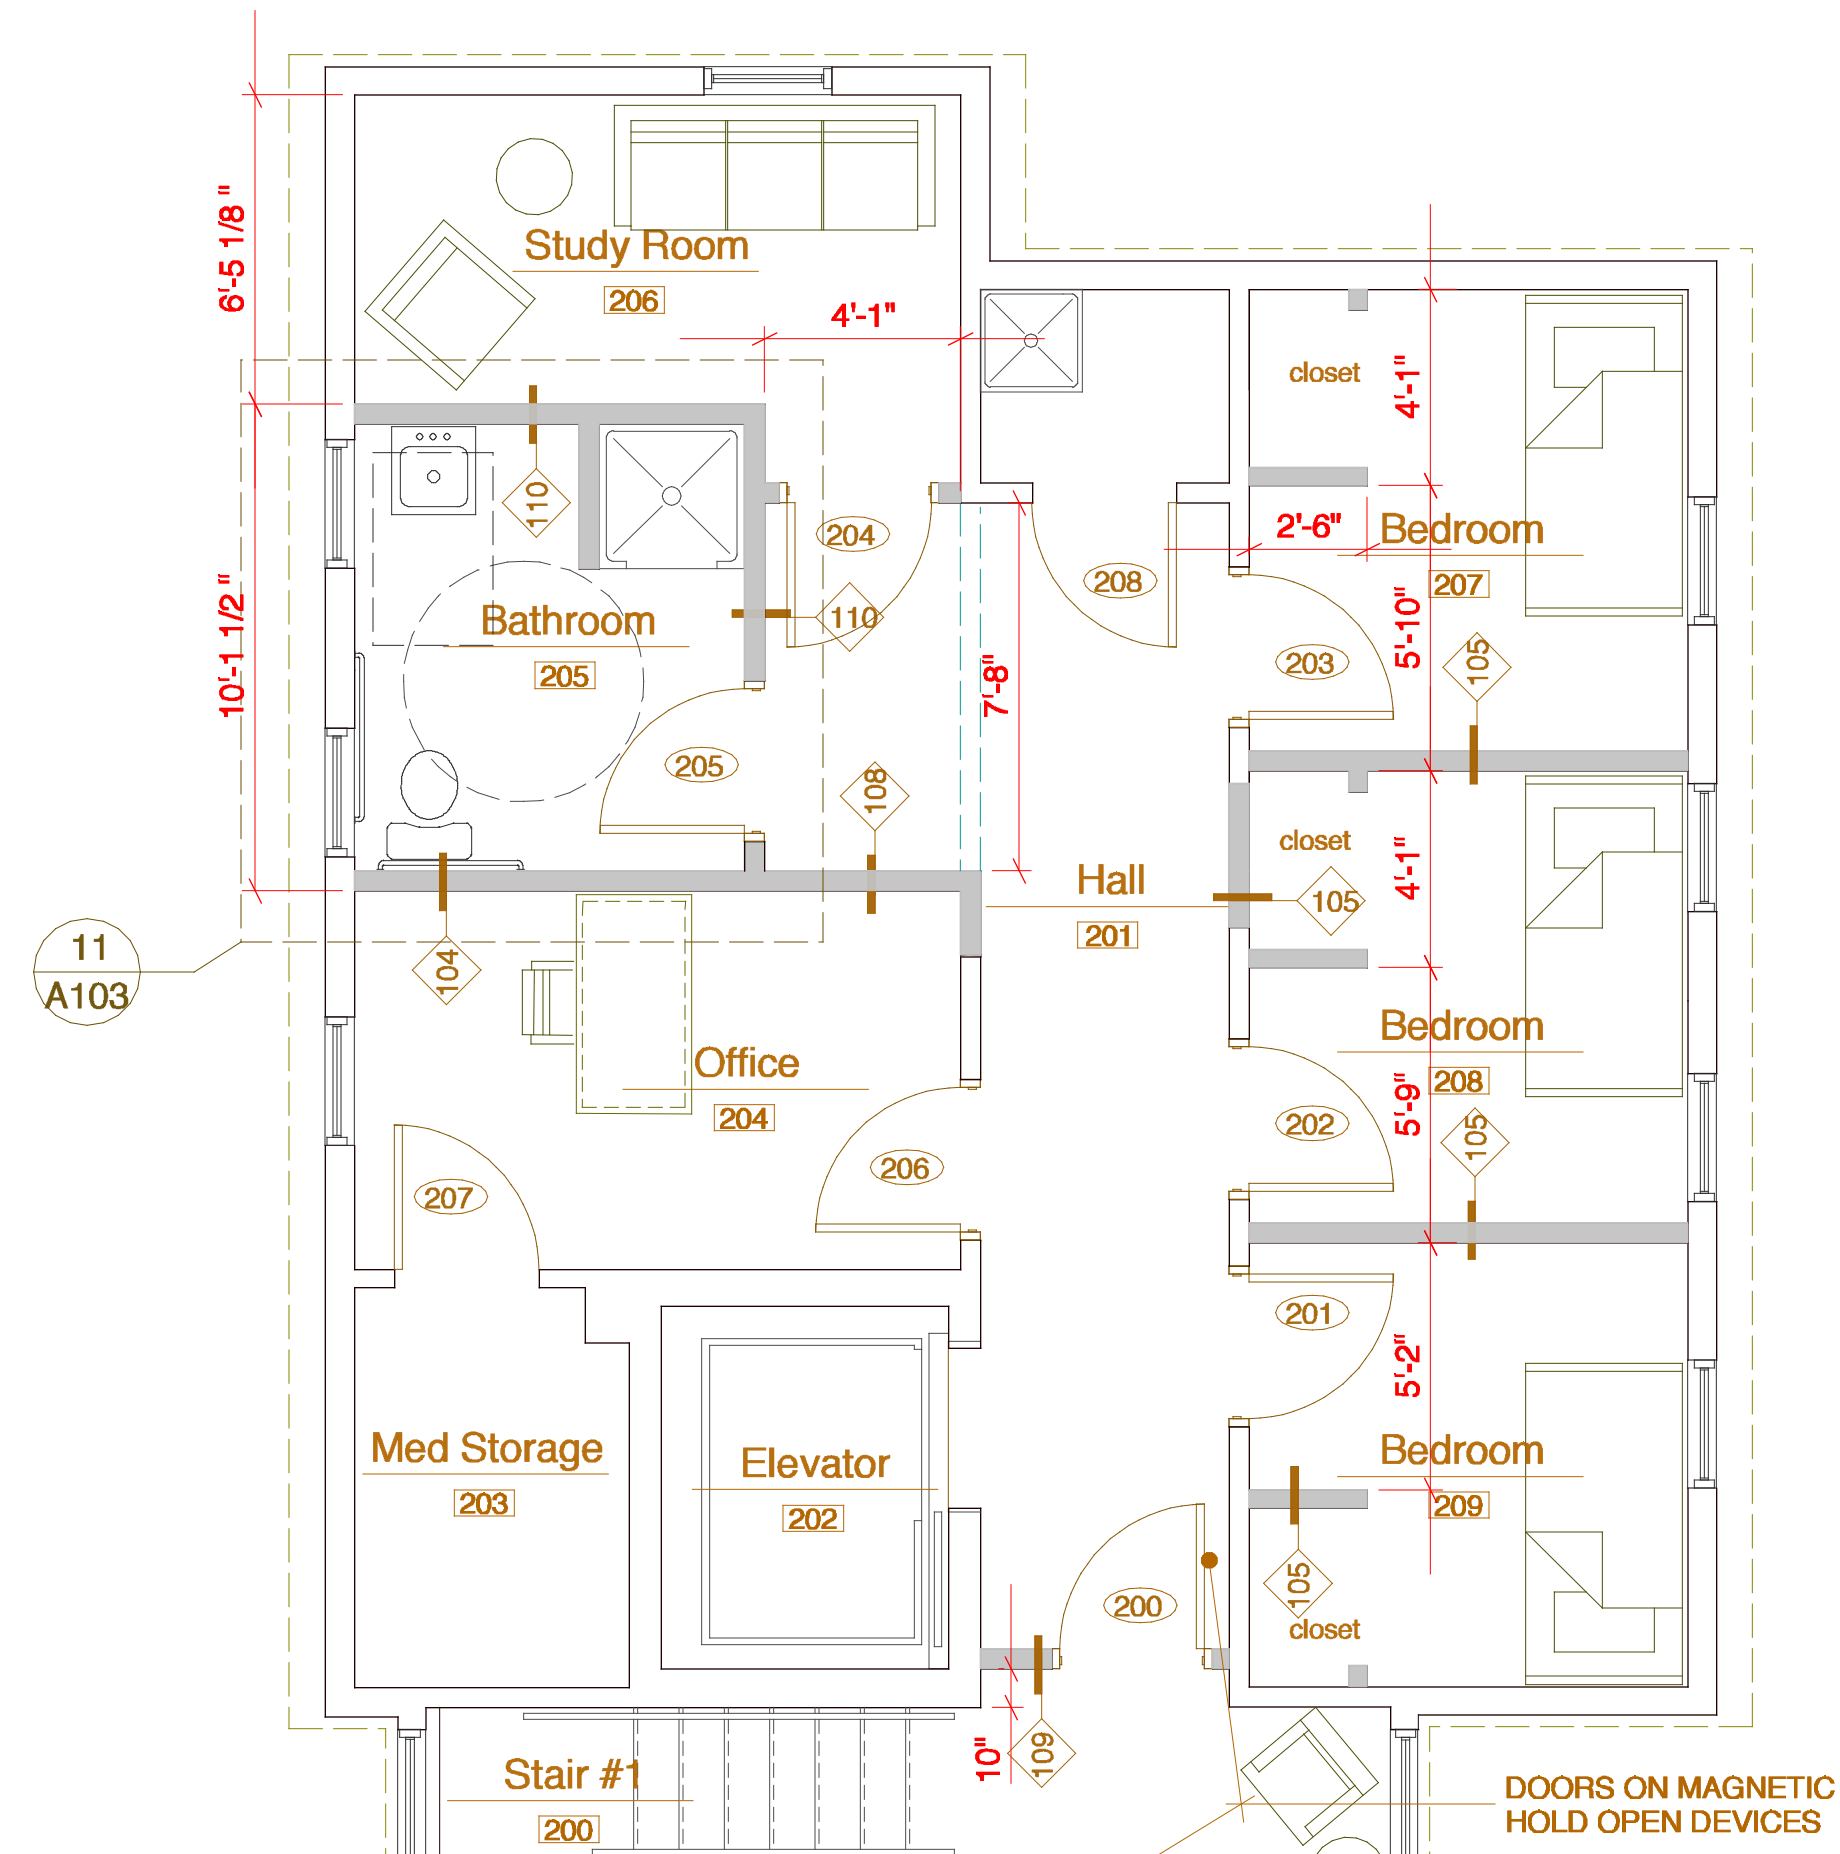 6'-5 1/8 "
Study Room
206
4'-1"
closet
4'-1"
110
204
2'-6"
Bedroom
207
208
5'-10"
10'-1 1/2 "
Bathroom
205
110
203
105
7'-8"
205
108
closet
4'-1"
Hall
201
105
11
A103
104
Office
204
Bedroom
208
5'-9"
202
105
206
207
201
5'-2"
Med Storage
203
Elevator
202
Bedroom
209
105
200
closet
10"
109
Stair #1
200
DOORS ON MAGNETIC
HOLD OPEN DEVICES